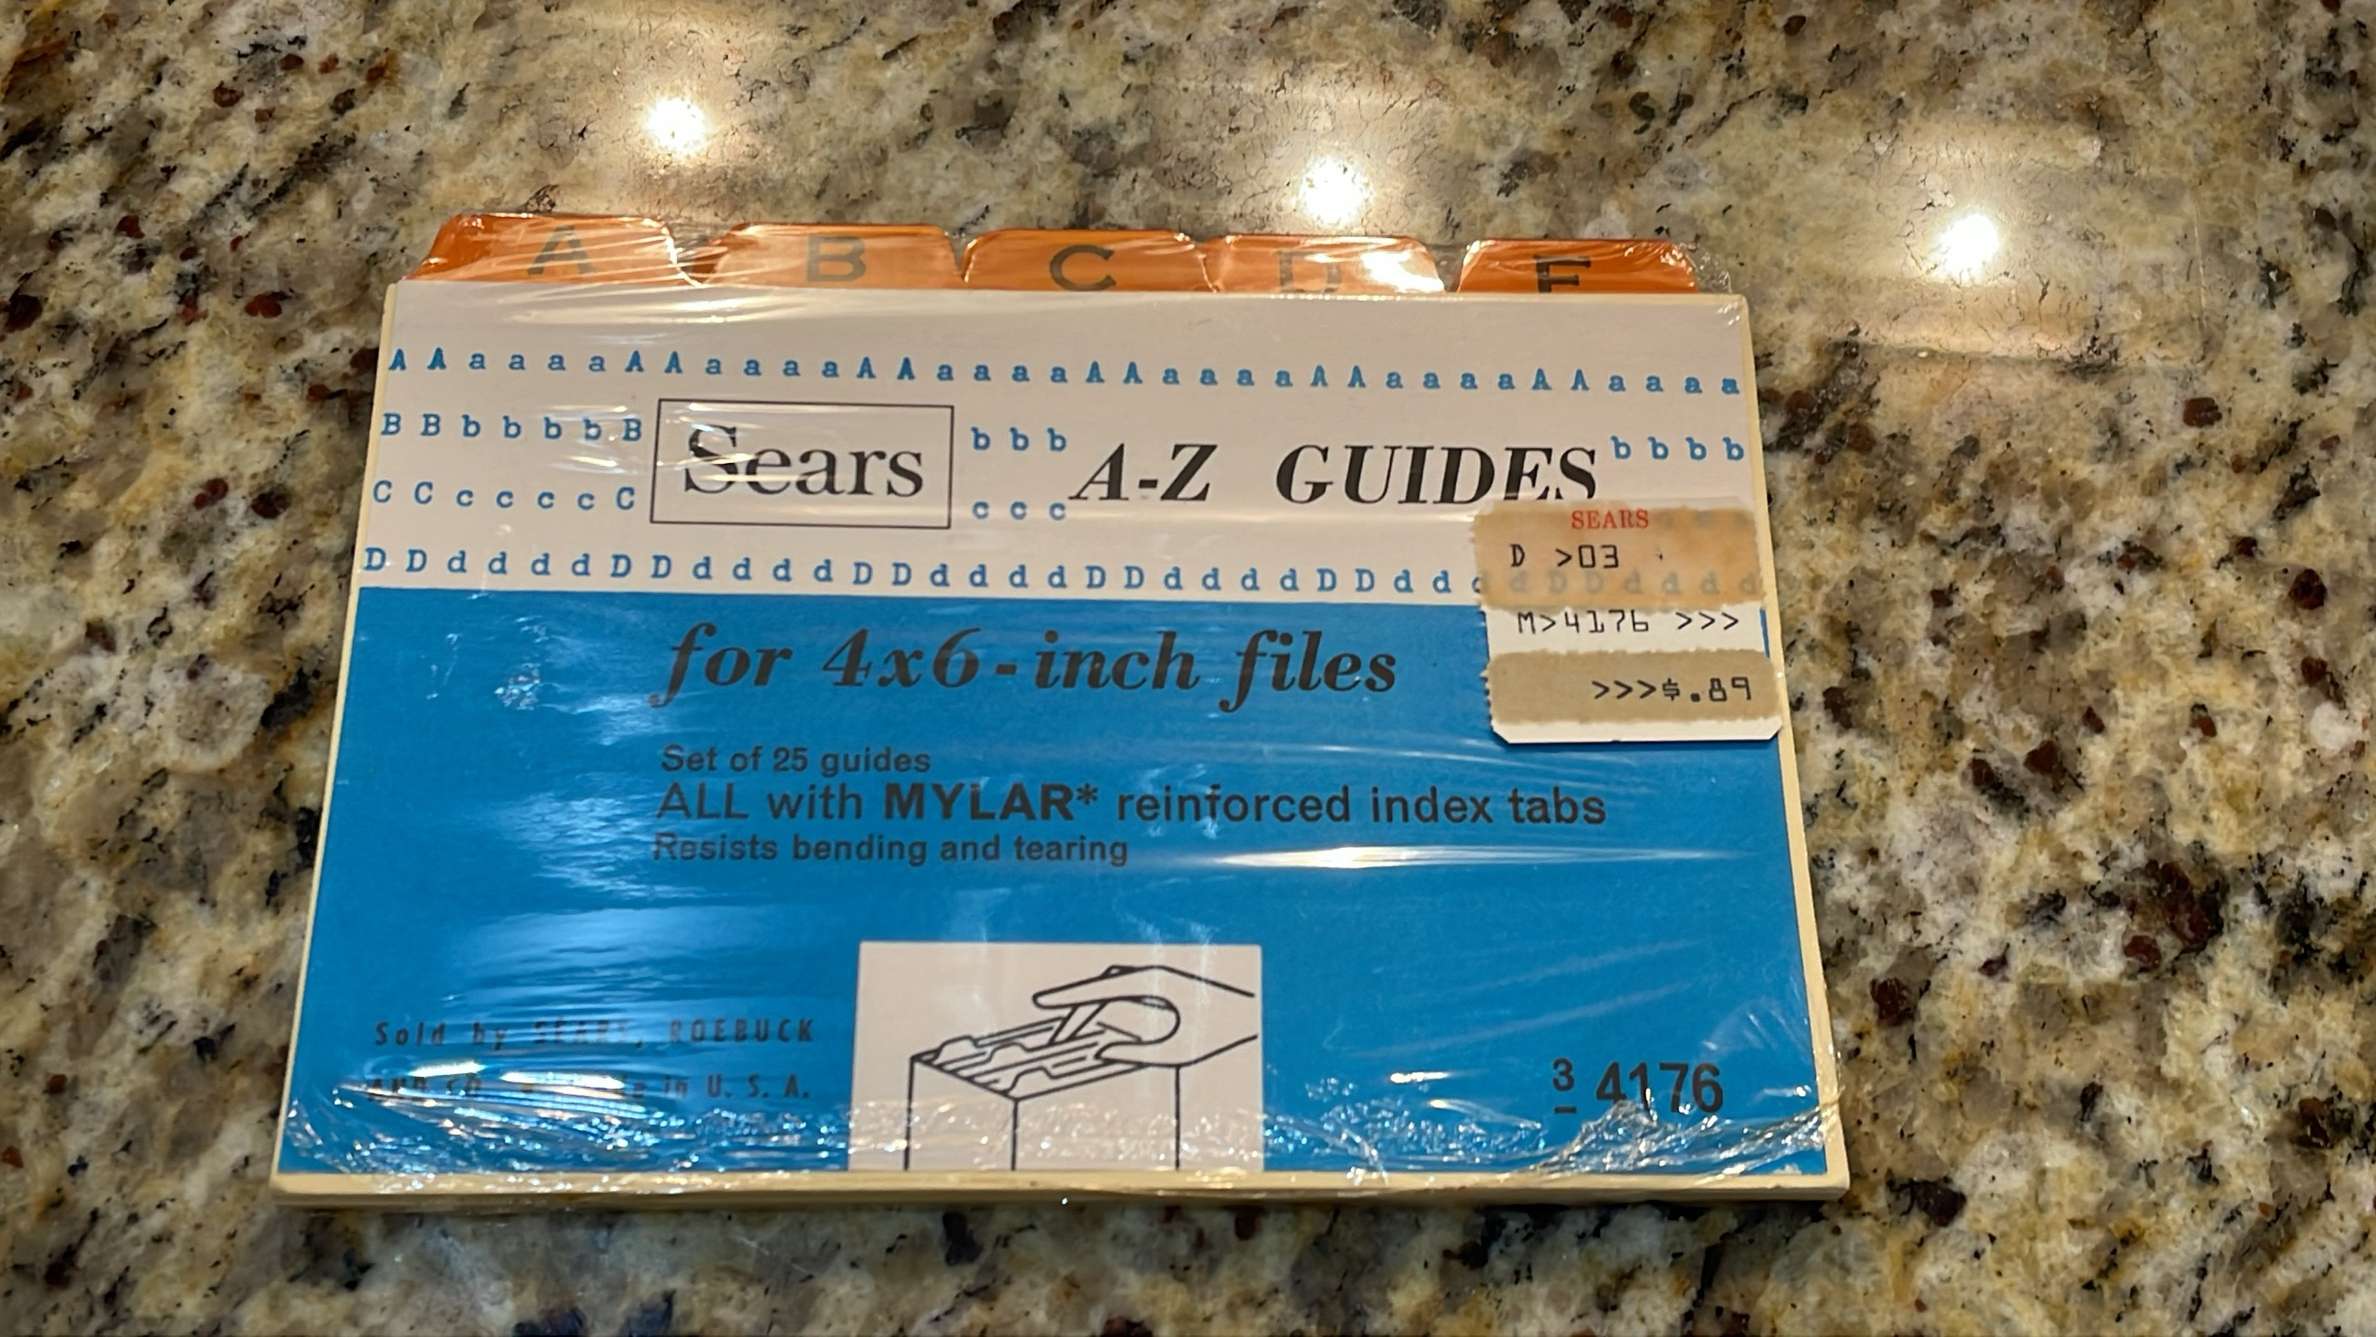 A B C D E
A A a a a a A A a a a a A A a a a a A A a a a a A A a a a a A A a a a a
B B b b b b B Sears b b b A-Z GUIDES b b b b
C C c c c c C c c c
D D d d d d D D d d d d D D d d d d D D d d d d D D d d d d D D d d d d
SEARS
D >03
M>4176 >>>
>>>$.89
for 4x6-inch files
Set of 25 guides
ALL with MYLAR* reinforced index tabs
Resists bending and tearing
Sold by SEARS, ROEBUCK
in U. S. A.
3 4176